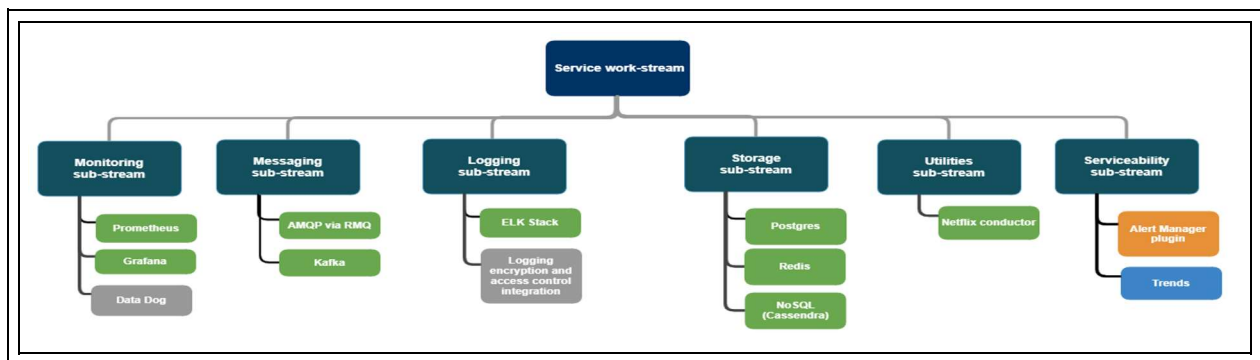 Service work-stream
Monitoring
sub-stream
Messaging
sub-stream
Logging
sub-stream
Storage
sub-stream
Utilities
sub-stream
Serviceability
sub-stream
Prometheus
Grafana
Data Dog
AMQP via RMQ
Kafka
ELK Stack
Logging
encryption and
access control
integration
Postgres
Redis
NoSQL
(Cassendra)
Netflix conductor
Alert Manager
plugin
Trends